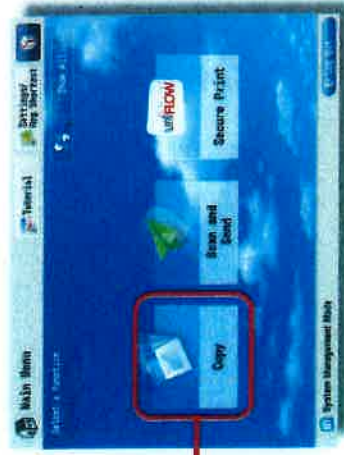 Main Menu
Tutorial
Settings/
Reg. Shortcut
Select a function.
Copy
Scan and
Send
uniFLOW
Secure Print
System Management Mode